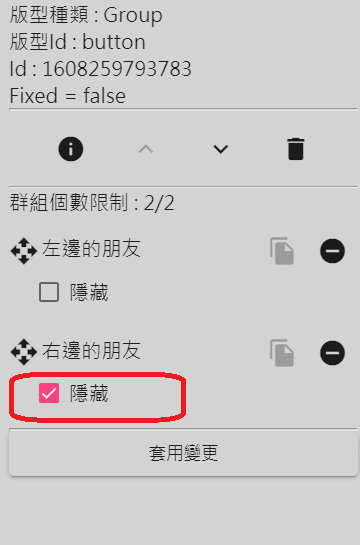 版型種類 : Group
版型Id : button
Id : 1608259793783
Fixed = false
群組個數限制 : 2/2
左邊的朋友
隱藏
右邊的朋友
隱藏
套用變更